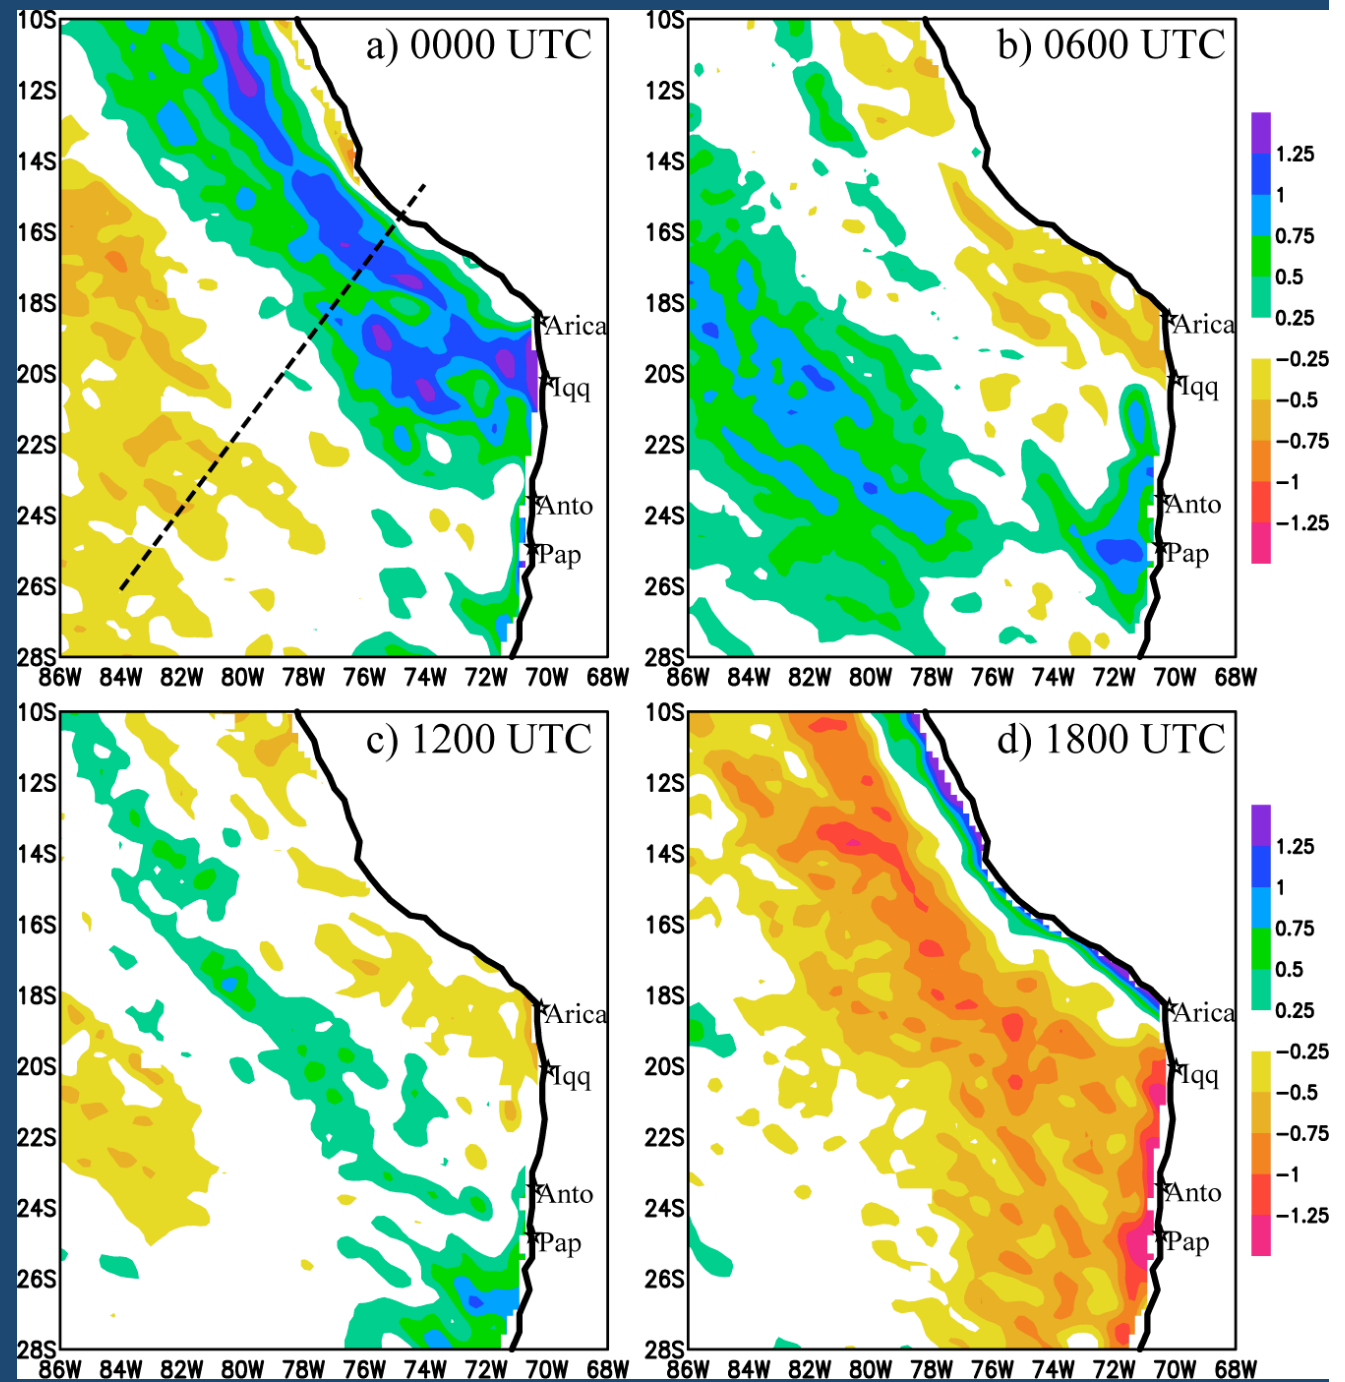 a) 0000 UTC
10S
12S
14S
16S
18S
20S
22S
24S
26S
28S
86W 84W 82W 80W 78W 76W 74W 72W 70W 68W
Arica
Iqq
Anto
Pap
b) 0600 UTC
10S
12S
14S
16S
18S
20S
22S
24S
26S
28S
86W 84W 82W 80W 78W 76W 74W 72W 70W 68W
Arica
Iqq
Anto
Pap
1.25
1
0.75
0.5
0.25
−0.25
−0.5
−0.75
−1
−1.25
c) 1200 UTC
10S
12S
14S
16S
18S
20S
22S
24S
26S
28S
86W 84W 82W 80W 78W 76W 74W 72W 70W 68W
Arica
Iqq
Anto
Pap
d) 1800 UTC
10S
12S
14S
16S
18S
20S
22S
24S
26S
28S
86W 84W 82W 80W 78W 76W 74W 72W 70W 68W
Arica
Iqq
Anto
Pap
1.25
1
0.75
0.5
0.25
−0.25
−0.5
−0.75
−1
−1.25